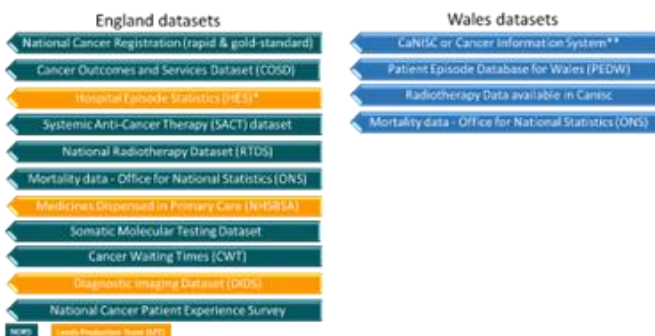 England datasets
National Cancer Registration (rapid & gold-standard)
Cancer Outcomes and Services Dataset (COSD)
Hospital Episode Statistics (HES)*
Systemic Anti-Cancer Therapy (SACT) dataset
National Radiotherapy Dataset (RTDS)
Mortality data - Office for National Statistics (ONS)
Medicines Dispensed in Primary Care (NHSBSA)
Somatic Molecular Testing Dataset
Cancer Waiting Times (CWT)
Diagnostic Imaging Dataset (DIDS)
National Cancer Patient Experience Survey
NDRS
Leeds Production Team (LPT)
Wales datasets
CaNISC or Cancer Information System**
Patient Episode Database for Wales (PEDW)
Radiotherapy Data available in Canisc
Mortality data - Office for National Statistics (ONS)